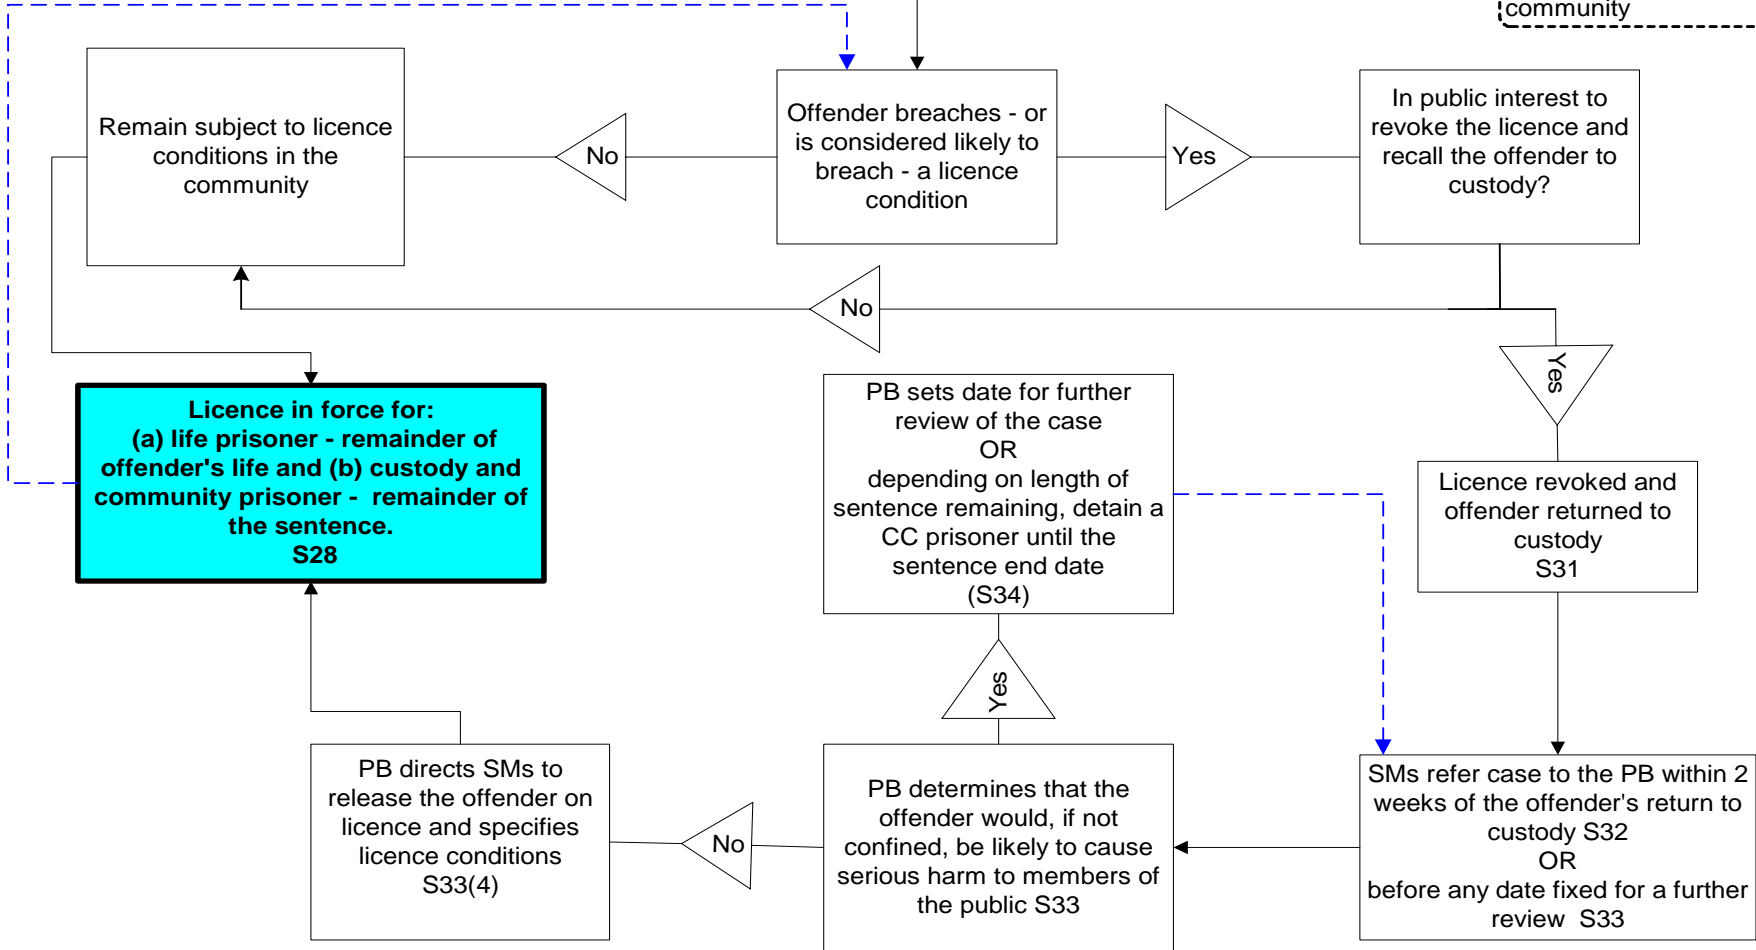 community
Remain subject to licence
conditions in the
community
No
Offender breaches - or
is considered likely to
breach - a licence
condition
Yes
In public interest to
revoke the licence and
recall the offender to
custody?
No
Yes
Licence in force for:
(a) life prisoner - remainder of
offender's life and (b) custody and
community prisoner -  remainder of
the sentence.
S28
PB sets date for further
review of the case
OR
depending on length of
sentence remaining, detain a
CC prisoner until the
sentence end date
(S34)
Licence revoked and
offender returned to
custody
S31
Yes
PB directs SMs to
release the offender on
licence and specifies
licence conditions
S33(4)
No
PB determines that the
offender would, if not
confined, be likely to cause
serious harm to members of
the public S33
SMs refer case to the PB within 2
weeks of the offender's return to
custody S32
OR
before any date fixed for a further
review  S33